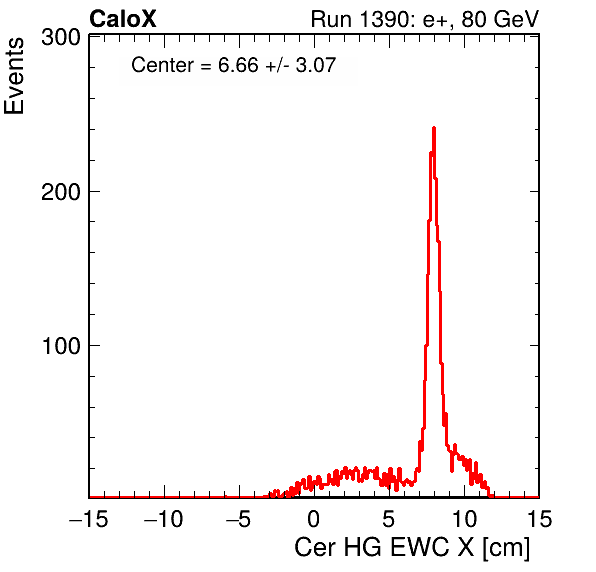 CaloX Run 1390: e+, 80 GeV
Center = 6.66 +/- 3.07
Events
300
200
100
−15 −10 −5 0 5 10 15
Cer HG EWC X [cm]